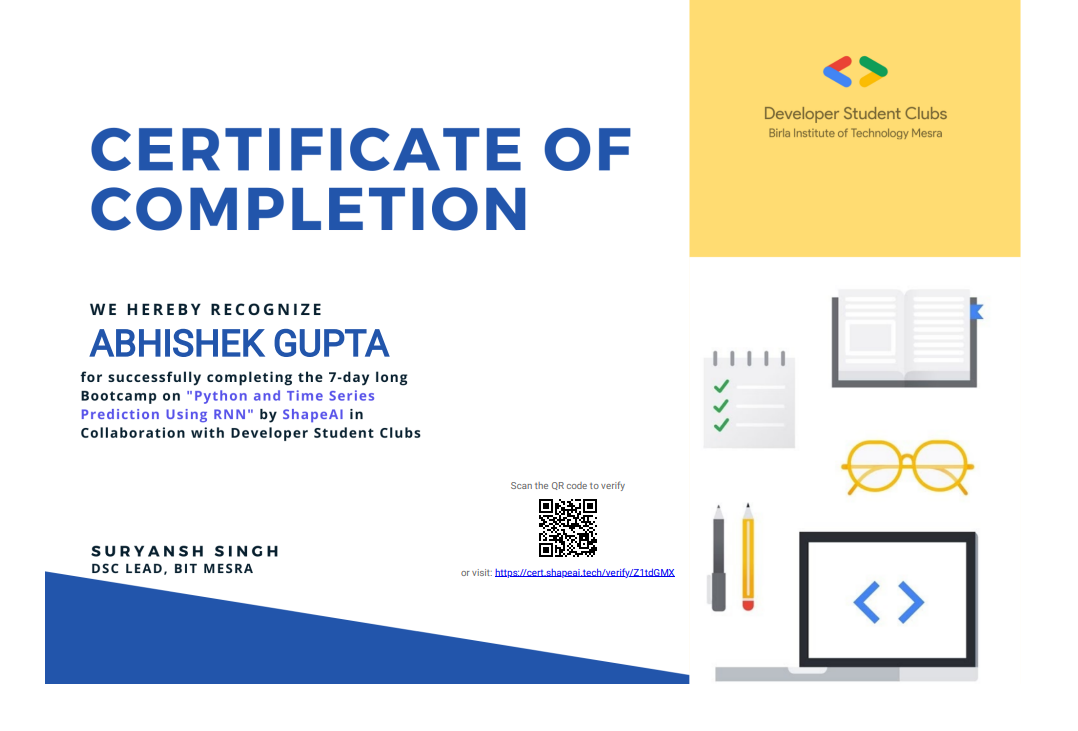 CERTIFICATE OF
COMPLETION
Developer Student Clubs
Birla Institute of Technology Mesra
WE HEREBY RECOGNIZE
ABHISHEK GUPTA
for successfully completing the 7-day long
Bootcamp on "Python and Time Series
Prediction Using RNN" by ShapeAI in
Collaboration with Developer Student Clubs
Scan the QR code to verify
or visit: https://cert.shapeai.tech/verify/Z1tdGMX
SURYANSH SINGH
DSC LEAD, BIT MESRA